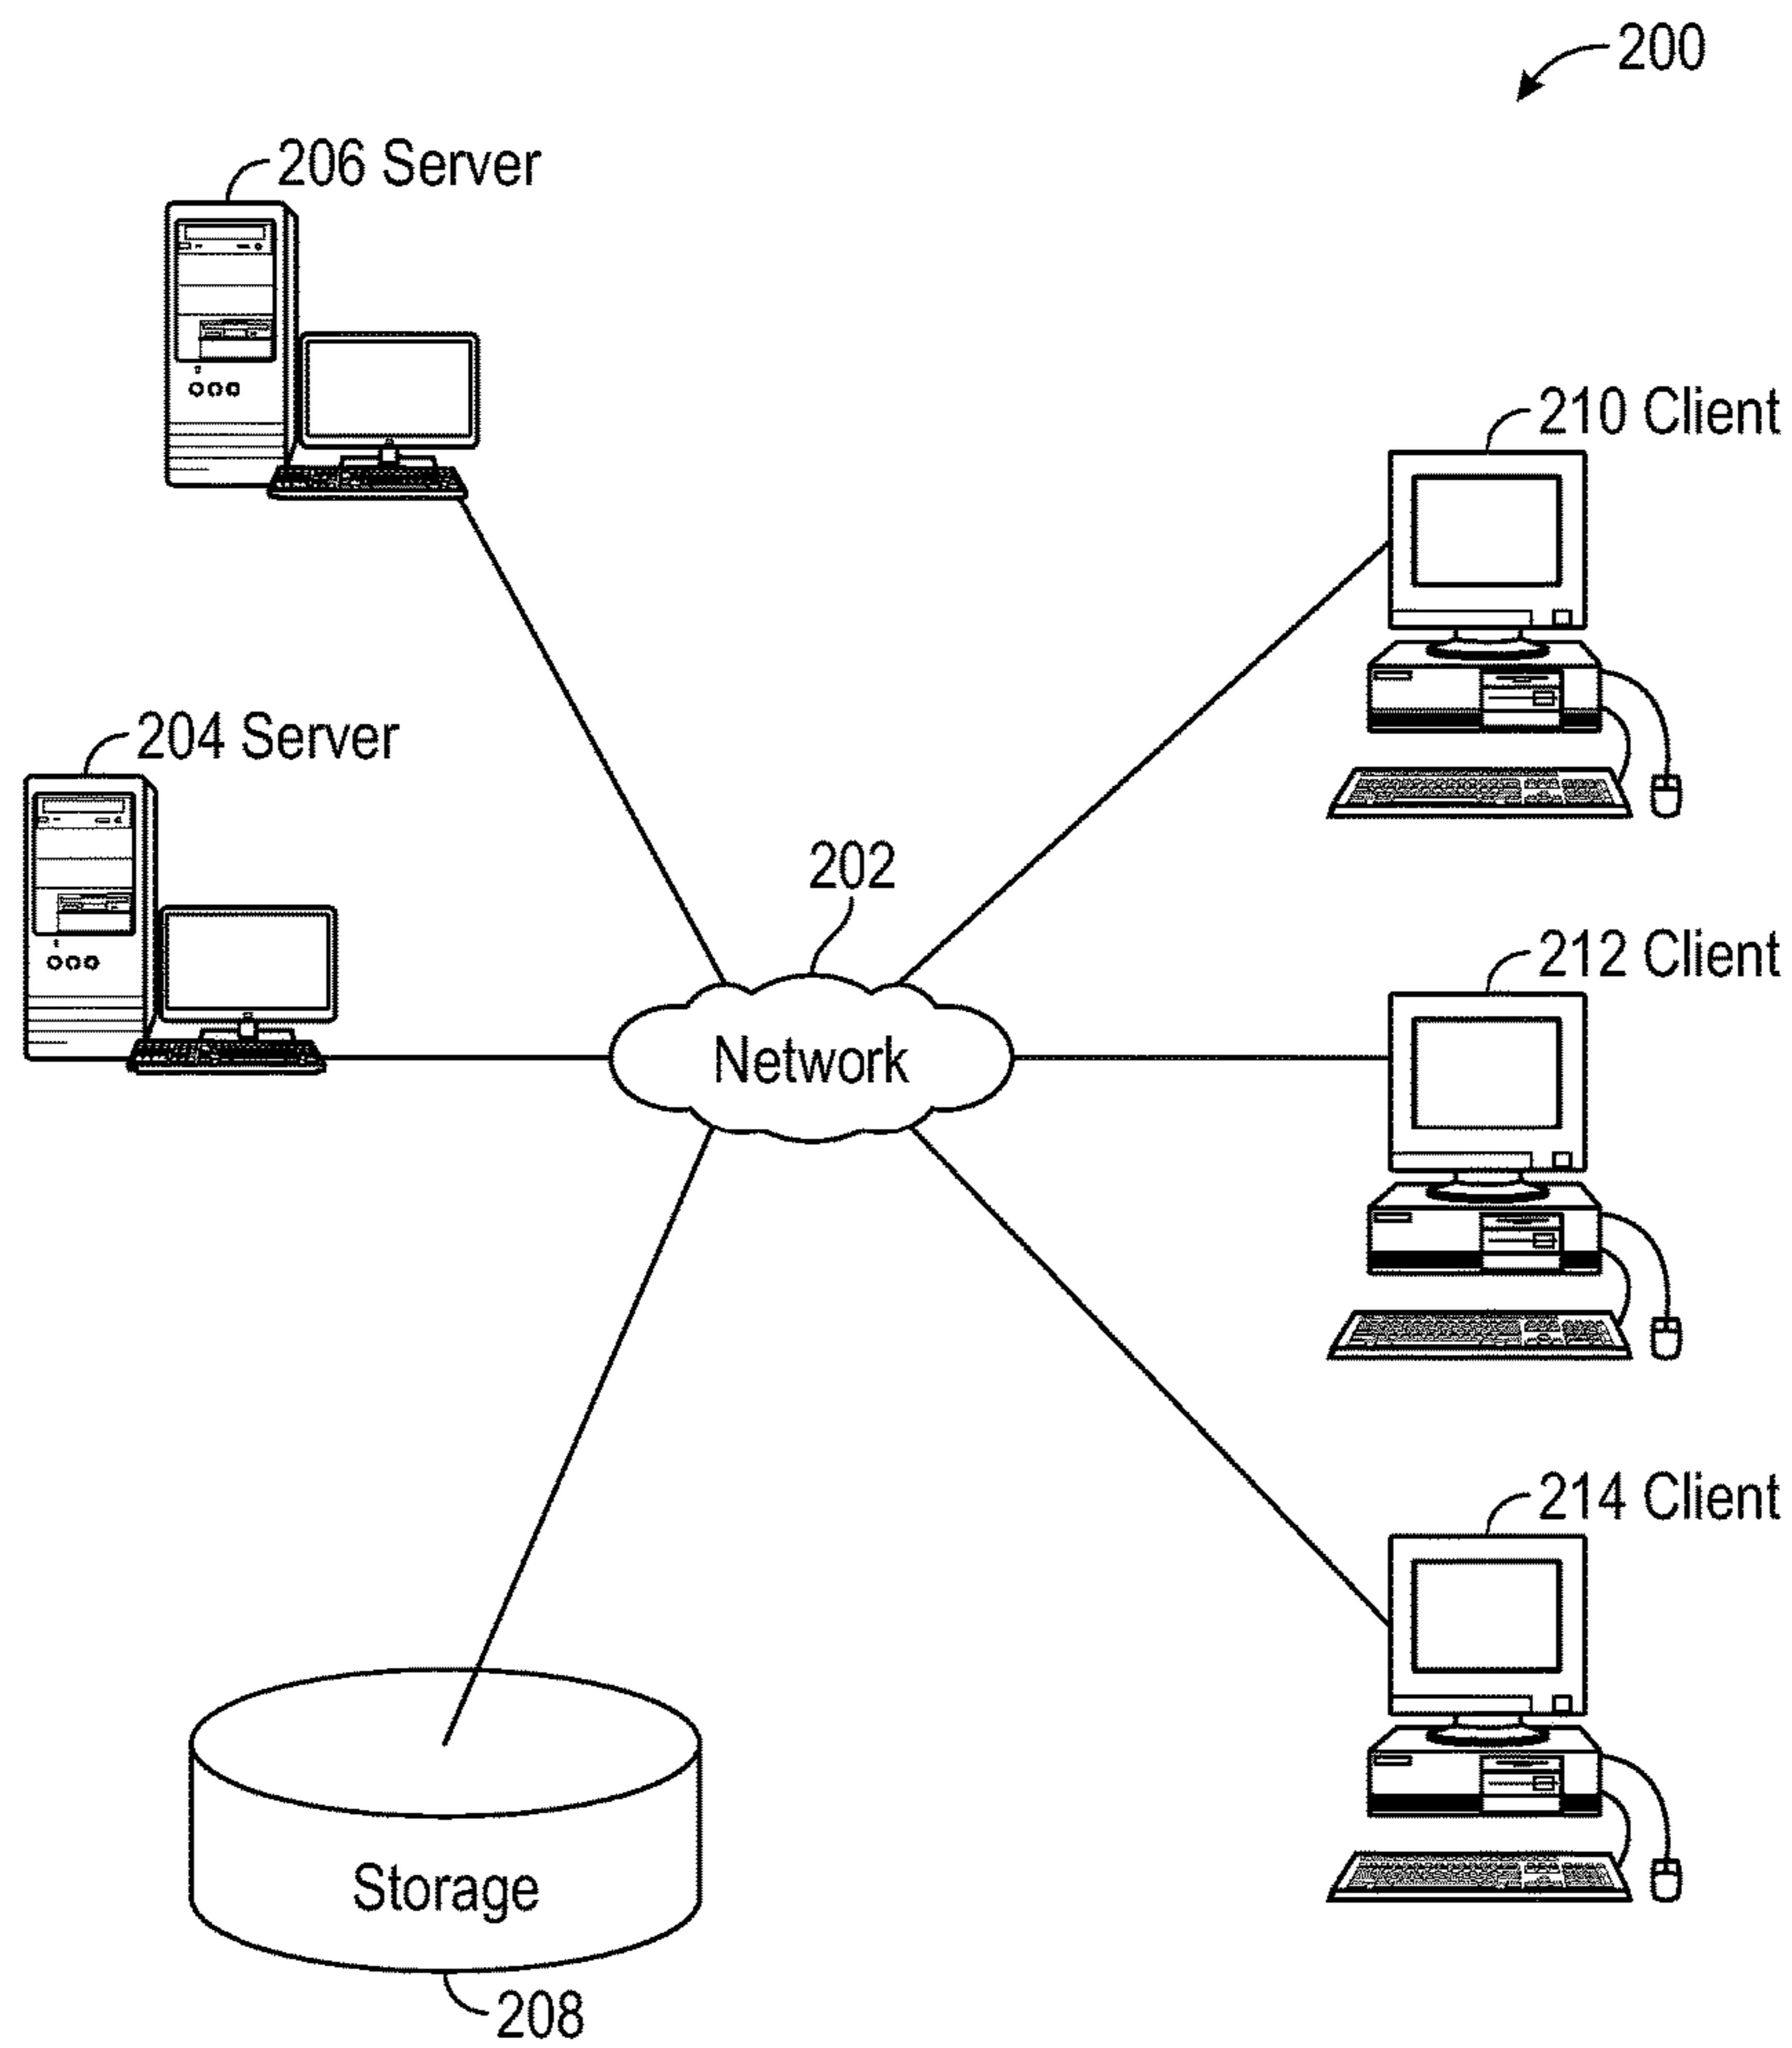 200
206 Server
210 Client
204 Server
202
212 Client
Network
214 Client
Storage
208